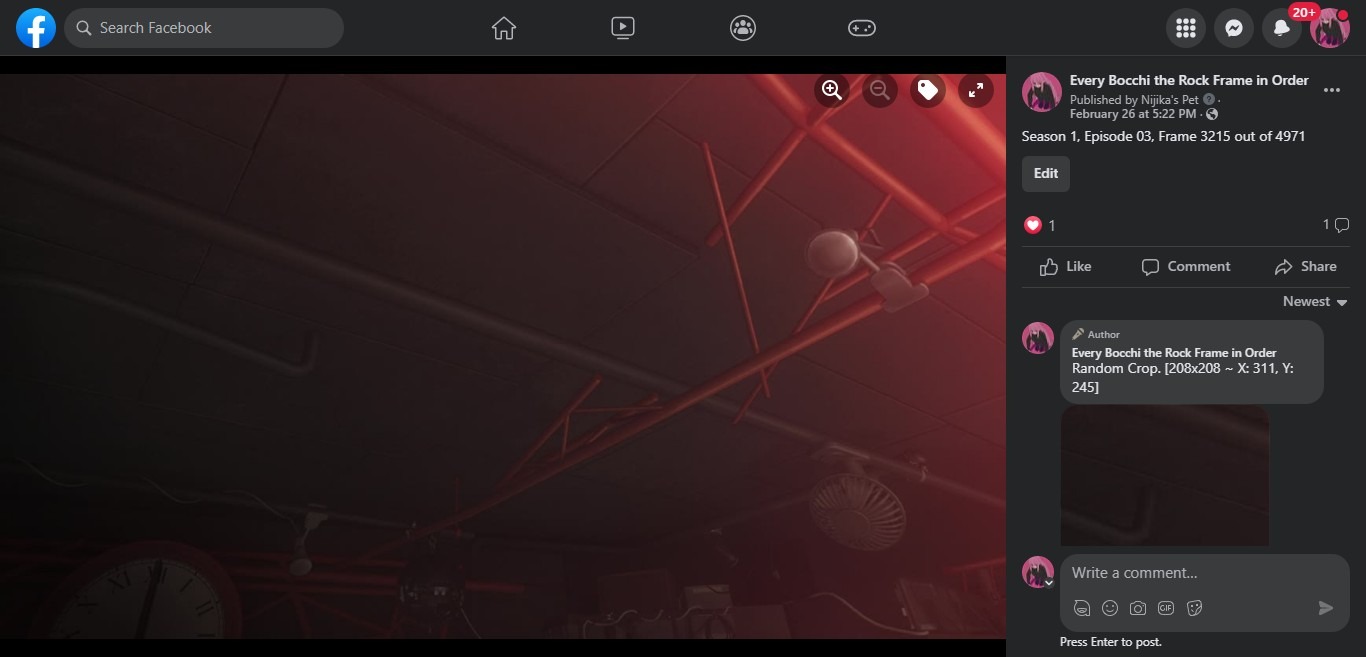 Search Facebook
20+
Every Bocchi the Rock Frame in Order
Published by Nijika's Pet
February 26 at 5:22 PM ·
Season 1, Episode 03, Frame 3215 out of 4971
Edit
1
1
Like
Comment
Share
Newest
Author
Every Bocchi the Rock Frame in Order
Random Crop. [208x208 ~ X: 311, Y:
245]
Write a comment...
GIF
Press Enter to post.